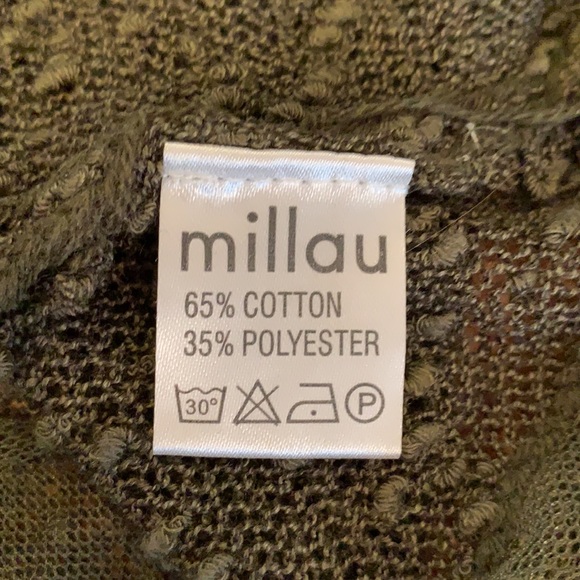 millau
65% COTTON
35% POLYESTER
30° P